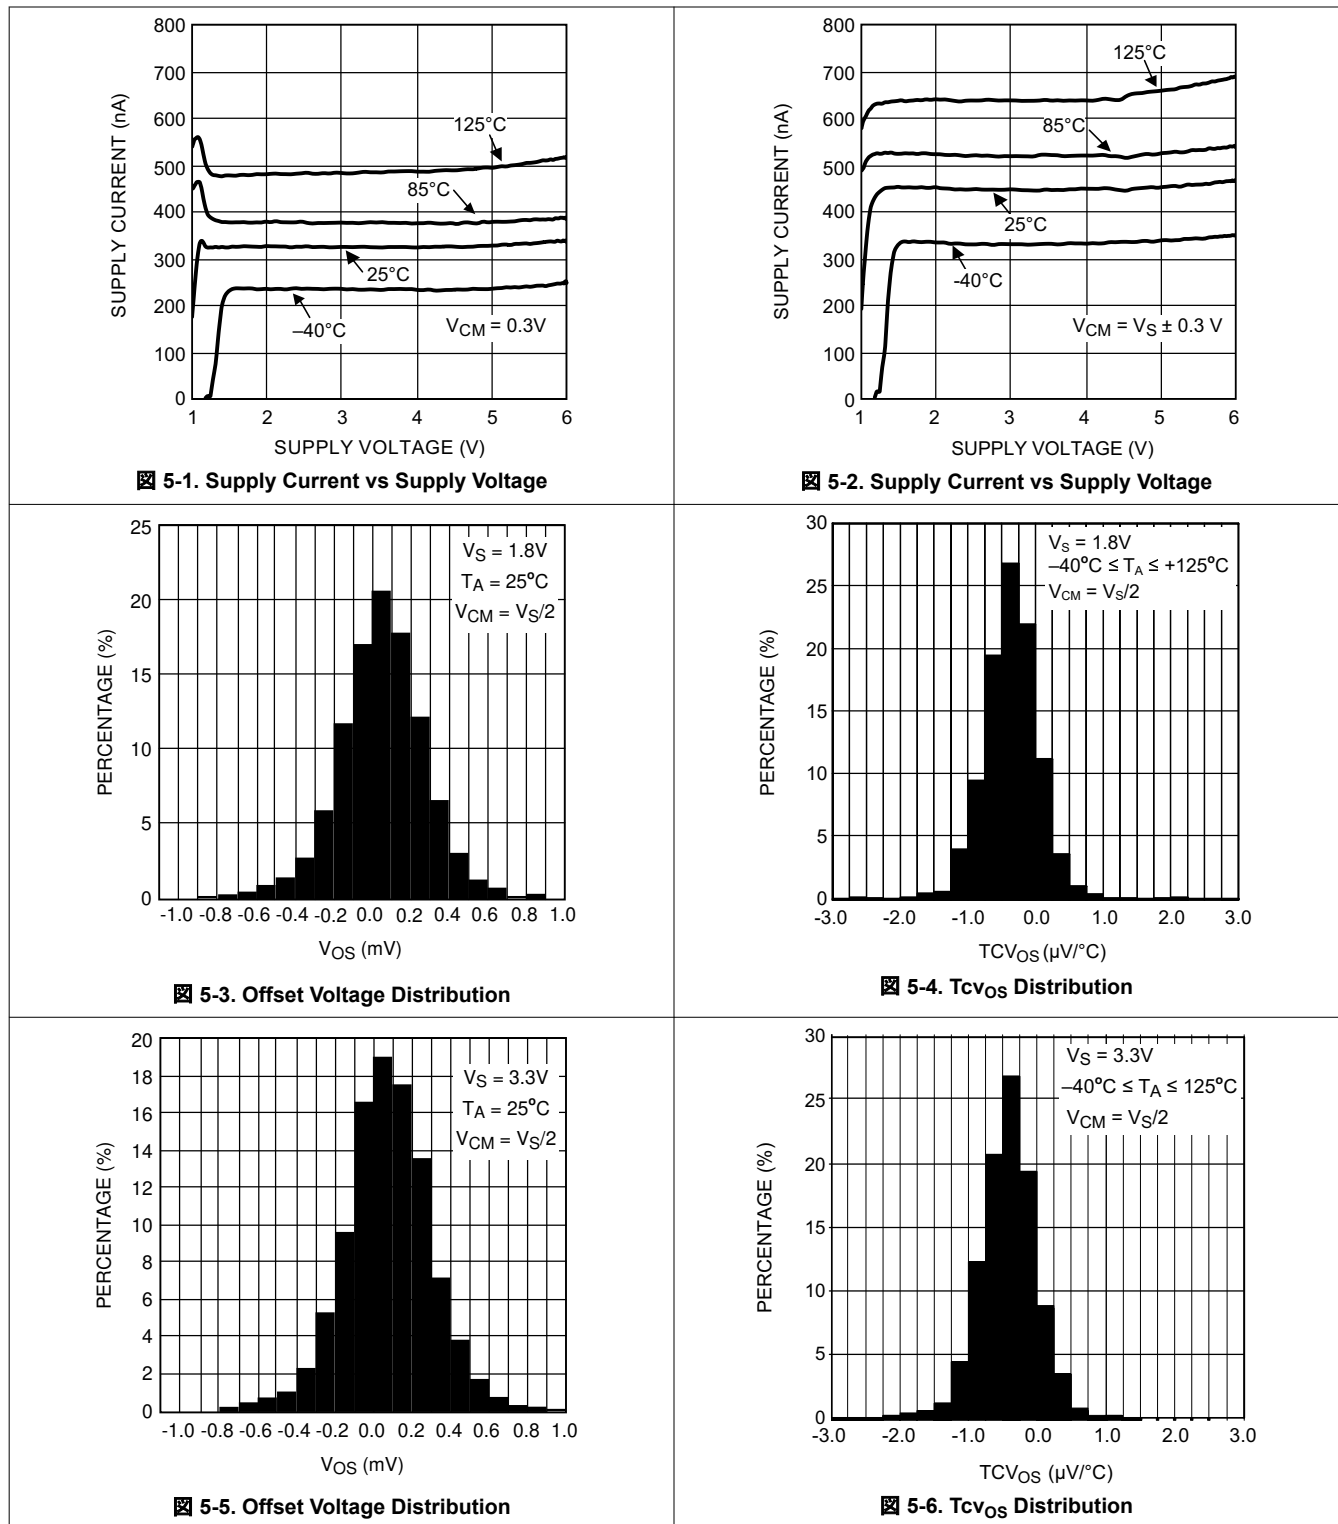 800
700
600
500
400
300
200
100
0
SUPPLY CURRENT (nA)
125°C
85°C
25°C
–40°C
VCM = 0.3V
1 2 3 4 5 6
SUPPLY VOLTAGE (V)
図 5-1. Supply Current vs Supply Voltage
800
700
600
500
400
300
200
100
0
SUPPLY CURRENT (nA)
125°C
85°C
25°C
-40°C
VCM = VS ± 0.3 V
1 2 3 4 5 6
SUPPLY VOLTAGE (V)
図 5-2. Supply Current vs Supply Voltage
25
20
15
10
5
0
PERCENTAGE (%)
VS = 1.8V
TA = 25°C
VCM = VS/2
-1.0 -0.8 -0.6 -0.4 -0.2 0.0 0.2 0.4 0.6 0.8 1.0
VOS (mV)
図 5-3. Offset Voltage Distribution
30
25
20
15
10
5
0
PERCENTAGE (%)
VS = 1.8V
–40°C ≤ TA ≤ +125°C
VCM = VS/2
-3.0 -2.0 -1.0 0.0 1.0 2.0 3.0
TCVOS (µV/°C)
図 5-4. TcvOS Distribution
20
18
16
14
12
10
8
6
4
2
0
PERCENTAGE (%)
VS = 3.3V
TA = 25°C
VCM = VS/2
-1.0 -0.8 -0.6 -0.4 -0.2 0.0 0.2 0.4 0.6 0.8 1.0
VOS (mV)
図 5-5. Offset Voltage Distribution
30
25
20
15
10
5
0
PERCENTAGE (%)
VS = 3.3V
–40°C ≤ TA ≤ 125°C
VCM = VS/2
-3.0 -2.0 -1.0 0.0 1.0 2.0 3.0
TCVOS (µV/°C)
図 5-6. TcvOS Distribution